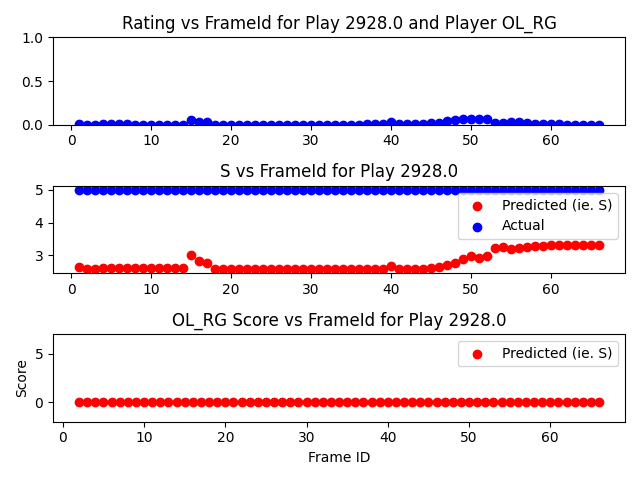 Rating vs FrameId for Play 2928.0 and Player OL_RG
1.0
0.5
0.0
0 10 20 30 40 50 60
S vs FrameId for Play 2928.0
5
4
3
Predicted (ie. S)
Actual
0 10 20 30 40 50 60
OL_RG Score vs FrameId for Play 2928.0
Score
5
0
Predicted (ie. S)
0 10 20 30 40 50 60
Frame ID